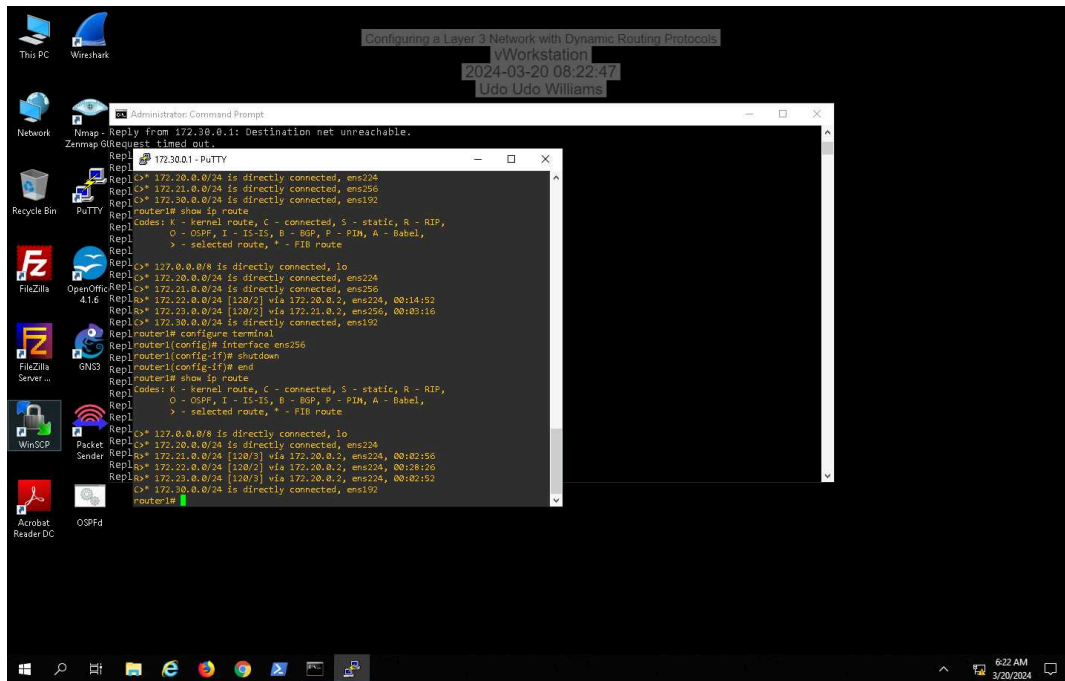 This PC
Wireshark
Configuring a Layer 3 Network with Dynamic Routing Protocols
vWorkstation
2024-03-20 08:22:47
Udo Udo Williams
Network
Nmap -
Zenmap GU
Recycle Bin
PuTTY
FileZilla
OpenOffic
4.1.6
FileZilla
Server ...
GNS3
WinSCP
Packet
Sender
Acrobat
Reader DC
OSPFd
Administrator: Command Prompt
Reply from 172.30.0.1: Destination net unreachable.
Request timed out.
172.30.0.1 - PuTTY
C>* 172.20.0.0/24 is directly connected, ens224
C>* 172.21.0.0/24 is directly connected, ens256
C>* 172.30.0.0/24 is directly connected, ens192
router1# show ip route
Codes: K - kernel route, C - connected, S - static, R - RIP,
O - OSPF, I - IS-IS, B - BGP, P - PIM, A - Babel,
> - selected route, * - FIB route
C>* 127.0.0.0/8 is directly connected, lo
C>* 172.20.0.0/24 is directly connected, ens224
C>* 172.21.0.0/24 is directly connected, ens256
R>* 172.22.0.0/24 [120/2] via 172.20.0.2, ens224, 00:14:52
R>* 172.23.0.0/24 [120/2] via 172.21.0.2, ens256, 00:03:16
C>* 172.30.0.0/24 is directly connected, ens192
router1# configure terminal
router1(config)# interface ens256
router1(config-if)# shutdown
router1(config-if)# end
router1# show ip route
Codes: K - kernel route, C - connected, S - static, R - RIP,
O - OSPF, I - IS-IS, B - BGP, P - PIM, A - Babel,
> - selected route, * - FIB route
C>* 127.0.0.0/8 is directly connected, lo
C>* 172.20.0.0/24 is directly connected, ens224
R>* 172.21.0.0/24 [120/3] via 172.20.0.2, ens224, 00:02:56
R>* 172.22.0.0/24 [120/2] via 172.20.0.2, ens224, 00:28:26
R>* 172.23.0.0/24 [120/3] via 172.20.0.2, ens224, 00:02:52
C>* 172.30.0.0/24 is directly connected, ens192
router1#
6:22 AM
3/20/2024